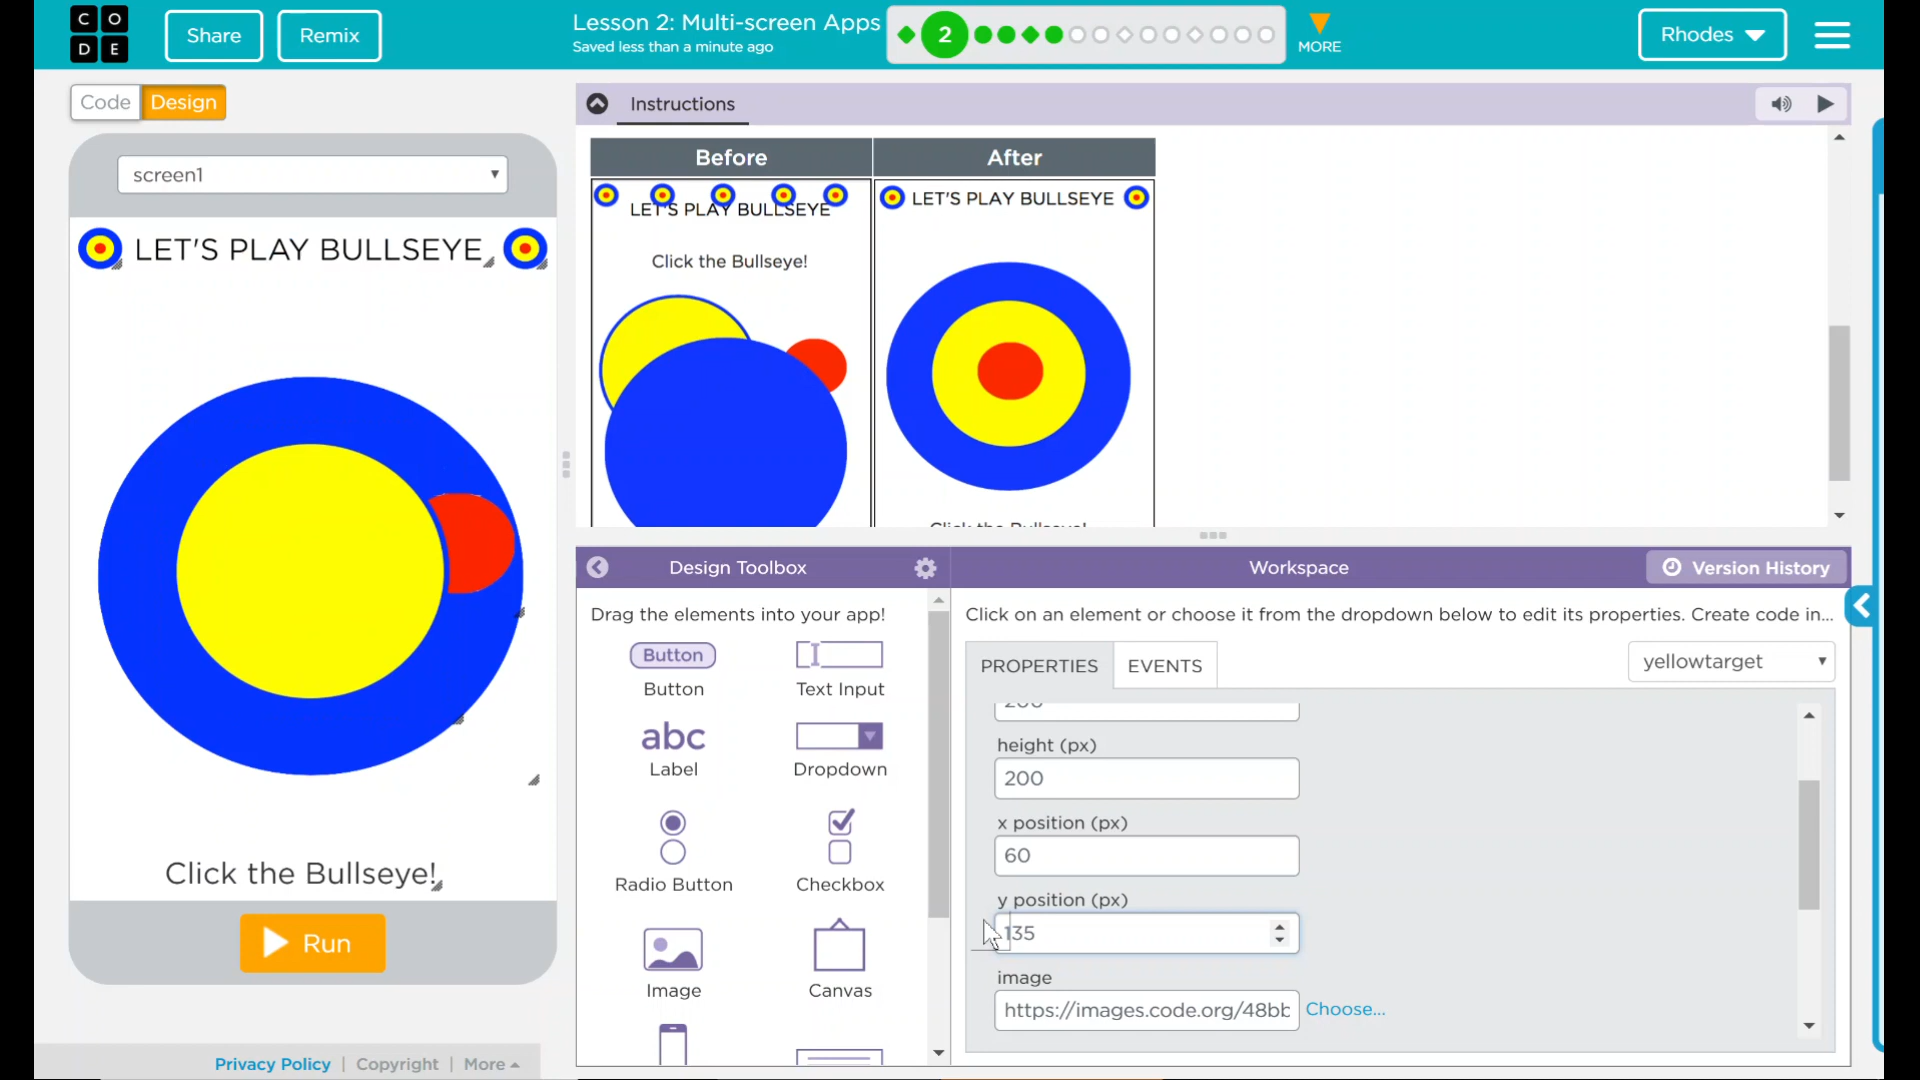 C O
D E
Share
Remix
Lesson 2: Multi-screen Apps
Saved less than a minute ago
2
MORE
Rhodes
Code
Design
Instructions
screen1
LET'S PLAY BULLSEYE
Click the Bullseye!
Run
Before
After
LET'S PLAY BULLSEYE
Click the Bullseye!
LET'S PLAY BULLSEYE
Click the Bullseye!
Design Toolbox
Workspace
Version History
Drag the elements into your app!
Button
Button
Text Input
abc
Label
Dropdown
Radio Button
Checkbox
Image
Canvas
Click on an element or choose it from the dropdown below to edit its properties. Create code in...
PROPERTIES
EVENTS
yellowtarget
200
height (px)
200
x position (px)
60
y position (px)
135
image
https://images.code.org/48bb
Choose...
Privacy Policy | Copyright | More